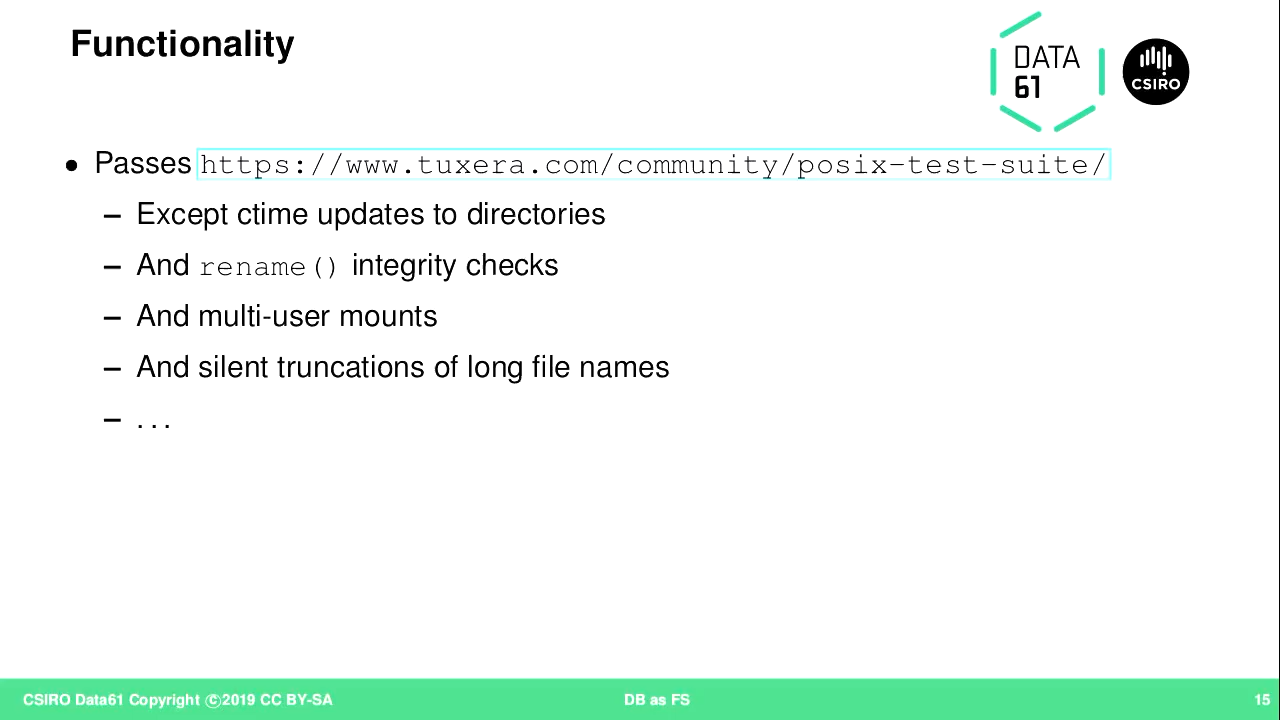 Functionality
DATA
61
CSIRO
• Passes https://www.tuxera.com/community/posix-test-suite/
– Except ctime updates to directories
– And rename() integrity checks
– And multi-user mounts
– And silent truncations of long file names
– . . .
CSIRO Data61 Copyright ©2019 CC BY-SA
DB as FS
15